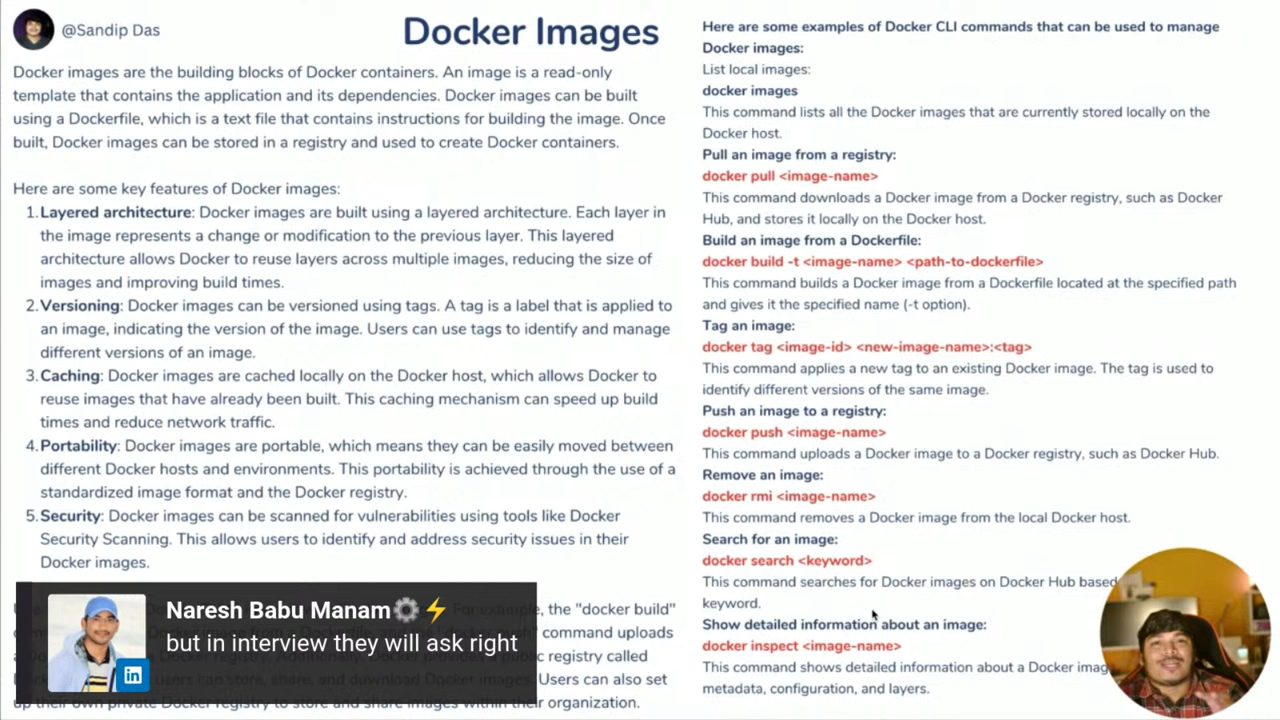 @Sandip Das
Docker Images
Docker images are the building blocks of Docker containers. An image is a read-only
template that contains the application and its dependencies. Docker images can be built
using a Dockerfile, which is a text file that contains instructions for building the image. Once
built, Docker images can be stored in a registry and used to create Docker containers.
Here are some key features of Docker images:
1. Layered architecture: Docker images are built using a layered architecture. Each layer in
the image represents a change or modification to the previous layer. This layered
architecture allows Docker to reuse layers across multiple images, reducing the size of
images and improving build times.
2. Versioning: Docker images can be versioned using tags. A tag is a label that is applied to
an image, indicating the version of the image. Users can use tags to identify and manage
different versions of an image.
3. Caching: Docker images are cached locally on the Docker host, which allows Docker to
reuse images that have already been built. This caching mechanism can speed up build
times and reduce network traffic.
4. Portability: Docker images are portable, which means they can be easily moved between
different Docker hosts and environments. This portability is achieved through the use of a
standardized image format and the Docker registry.
5. Security: Docker images can be scanned for vulnerabilities using tools like Docker
Security Scanning. This allows users to identify and address security issues in their
Docker images.
For example, the "docker build"
command uploads
public registry called
users can store, share, and download Docker images. Users can also set
up their own private Docker registry to store and share images within their organization.
Naresh Babu Manam⚙️⚡
but in interview they will ask right
in
Here are some examples of Docker CLI commands that can be used to manage
Docker images:
List local images:
docker images
This command lists all the Docker images that are currently stored locally on the
Docker host.
Pull an image from a registry:
docker pull <image-name>
This command downloads a Docker image from a Docker registry, such as Docker
Hub, and stores it locally on the Docker host.
Build an image from a Dockerfile:
docker build -t <image-name> <path-to-dockerfile>
This command builds a Docker image from a Dockerfile located at the specified path
and gives it the specified name (-t option).
Tag an image:
docker tag <image-id> <new-image-name>:<tag>
This command applies a new tag to an existing Docker image. The tag is used to
identify different versions of the same image.
Push an image to a registry:
docker push <image-name>
This command uploads a Docker image to a Docker registry, such as Docker Hub.
Remove an image:
docker rmi <image-name>
This command removes a Docker image from the local Docker host.
Search for an image:
docker search <keyword>
This command searches for Docker images on Docker Hub based
keyword.
Show detailed information about an image:
docker inspect <image-name>
This command shows detailed information about a Docker imag
metadata, configuration, and layers.